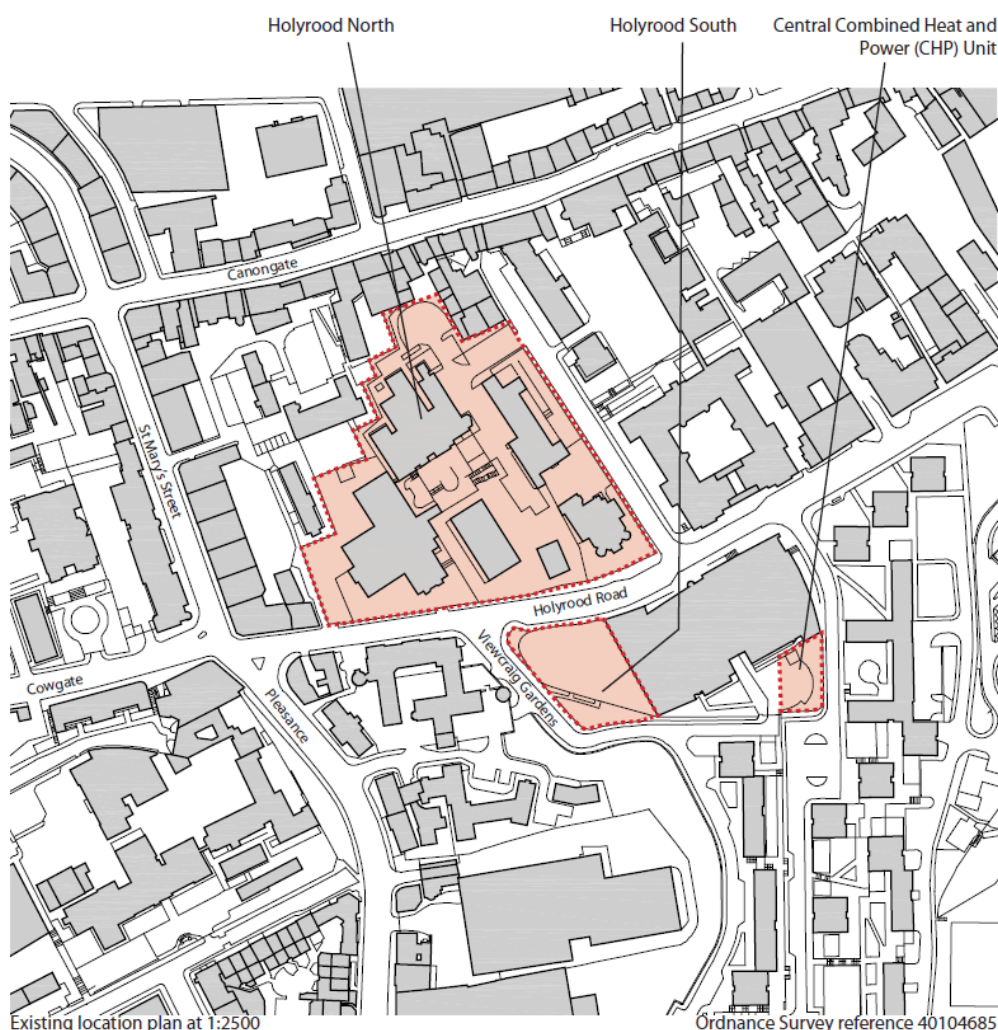 Holyrood North
Holyrood South
Central Combined Heat and
Power (CHP) Unit
Canongate
St Mary's Street
Holyrood Road
Viewcraig Gardens
Cowgate
Pleasance
Existing location plan at 1:2500
Ordnance Survey reference 40104685